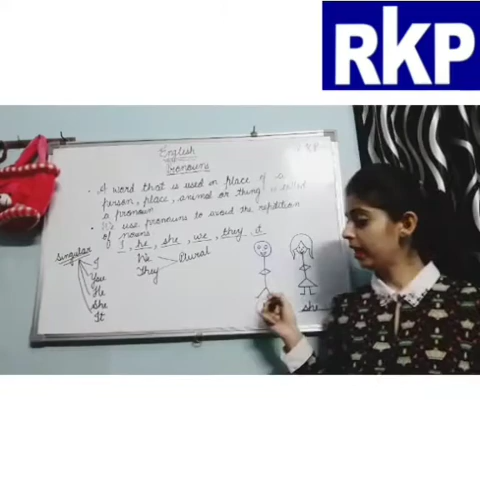 RKP
English
Pronouns
• A word that is used in place of a
person, place, animal or thing is called
a pronoun
• We use pronouns to avoid the repitition
of nouns
I, he, she, we, they, it
Singular
I
You
He
She
It
We
They
Plural
she